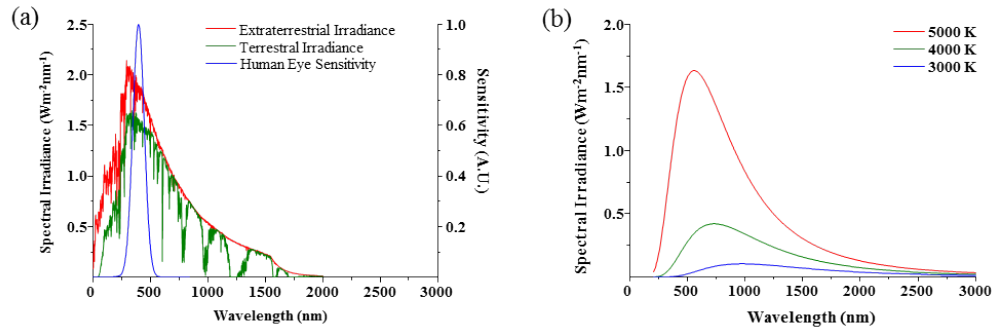 (a)
2.5
2.0
1.5
1.0
0.5
Spectral Irradiance (Wm-2nm-1)
Extraterrestrial Irradiance
Terrestral Irradiance
Human Eye Sensitivity
1.0
0.8
0.6
0.4
0.2
Sensitivity (A.U.)
0 500 1000 1500 2000 2500 3000
Wavelength (nm)
(b)
2.0
1.5
1.0
0.5
Spectral Irradiance (Wm-2nm-1)
5000 K
4000 K
3000 K
0 500 1000 1500 2000 2500 3000
Wavelength (nm)